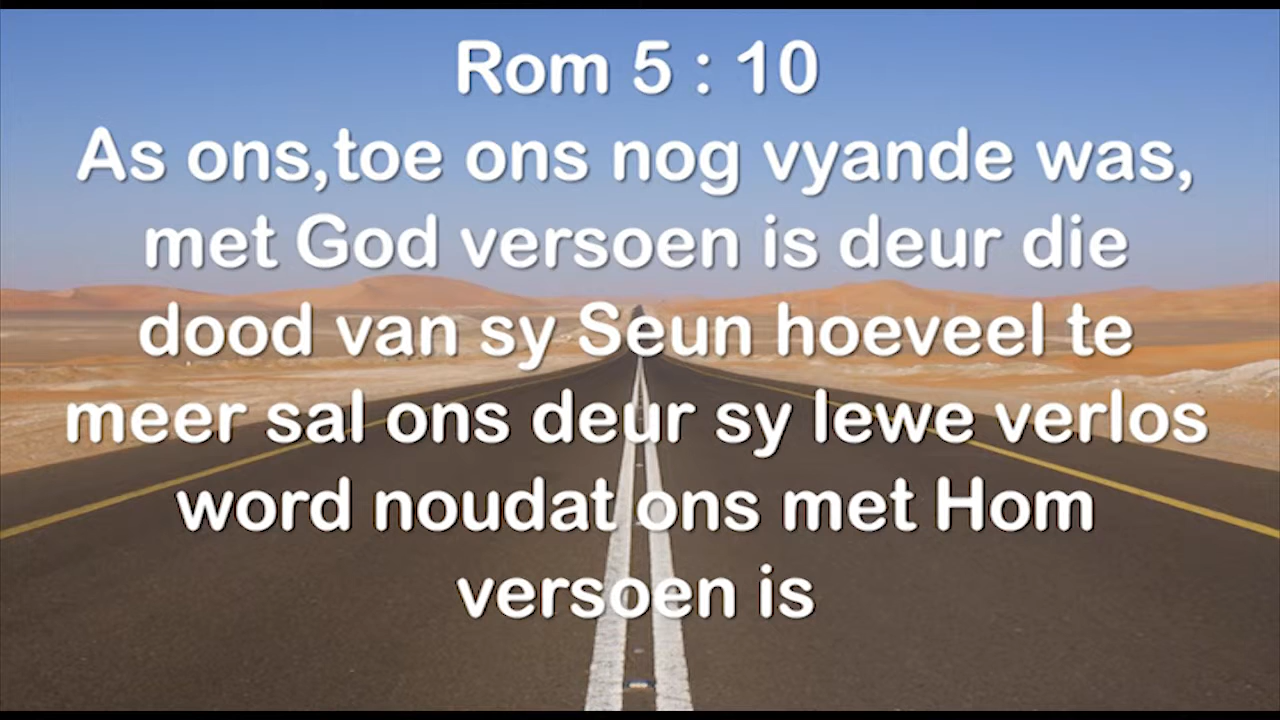 Rom 5 : 10
As ons,toe ons nog vyande was,
met God versoen is deur die
dood van sy Seun hoeveel te
meer sal ons deur sy lewe verlos
word noudat ons met Hom
versoen is